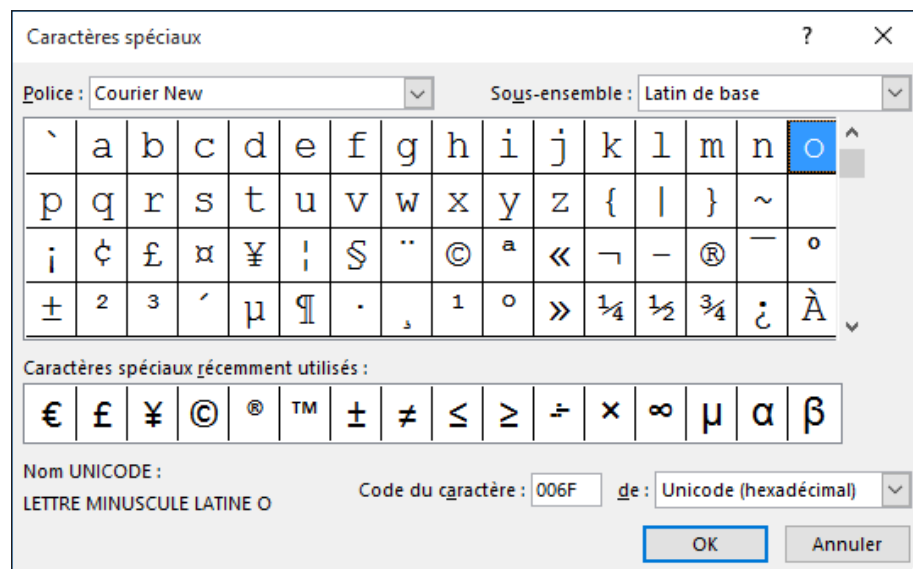 Caractères spéciaux ? ×
Police : Courier New Sous-ensemble : Latin de base
` a b c d e f g h i j k l m n o
p q r s t u v w x y z { | } ~
¡ ¢ £ ¤ ¥ ¦ § ¨ © ª « ¬ - ® ¯ °
± ² ³ ´ µ ¶ · ¸ ¹ º » ¼ ½ ¾ ¿ À
Caractères spéciaux récemment utilisés :
€ £ ¥ © ® ™ ± ≠ ≤ ≥ ÷ × ∞ µ α β
Nom UNICODE :
LETTRE MINUSCULE LATINE O
Code du caractère : 006F de : Unicode (hexadécimal)
OK Annuler